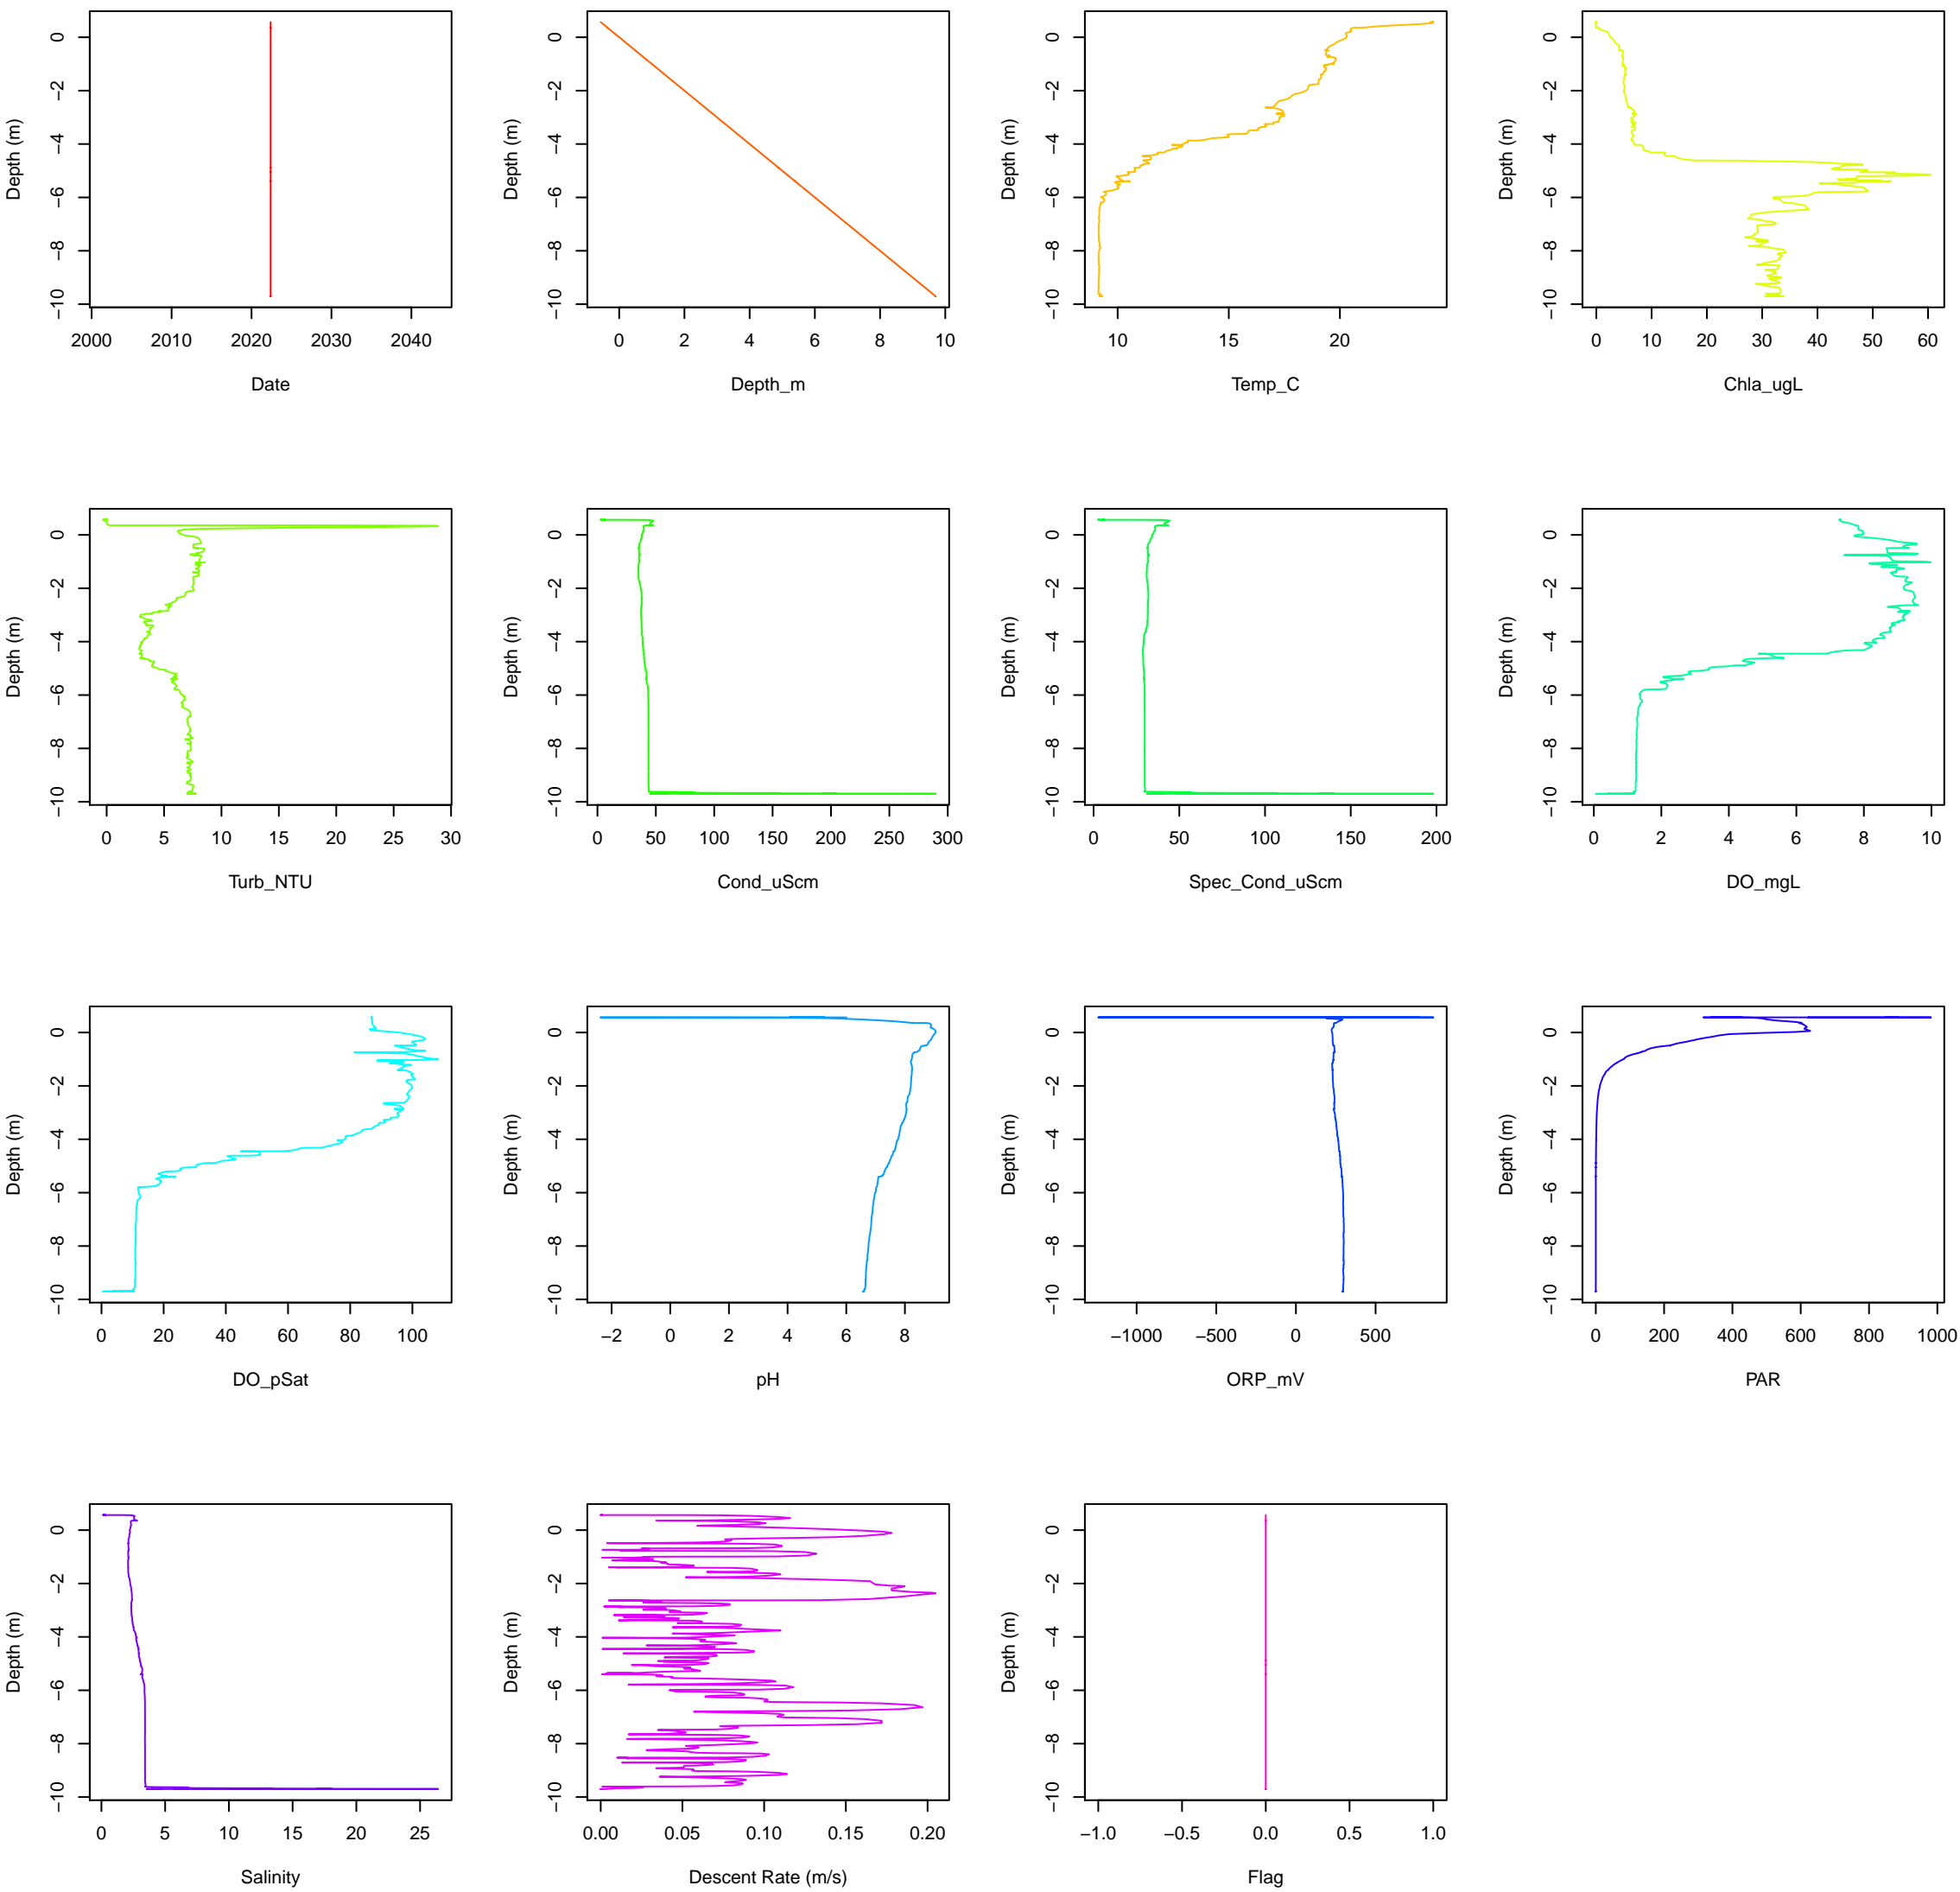 Depth (m)
0
−2
−4
−6
−8
−10
2000 2010 2020 2030 2040
Date
Depth (m)
0
−2
−4
−6
−8
−10
0 2 4 6 8 10
Depth_m
Depth (m)
0
−2
−4
−6
−8
−10
10 15 20
Temp_C
Depth (m)
0
−2
−4
−6
−8
−10
0 10 20 30 40 50 60
Chla_ugL
Depth (m)
0
−2
−4
−6
−8
−10
0 5 10 15 20 25 30
Turb_NTU
Depth (m)
0
−2
−4
−6
−8
−10
0 50 100 150 200 250 300
Cond_uScm
Depth (m)
0
−2
−4
−6
−8
−10
0 50 100 150 200
Spec_Cond_uScm
Depth (m)
0
−2
−4
−6
−8
−10
0 2 4 6 8 10
DO_mgL
Depth (m)
0
−2
−4
−6
−8
−10
0 20 40 60 80 100
DO_pSat
Depth (m)
0
−2
−4
−6
−8
−10
−2 0 2 4 6 8
pH
Depth (m)
0
−2
−4
−6
−8
−10
−1000 −500 0 500
ORP_mV
Depth (m)
0
−2
−4
−6
−8
−10
0 200 400 600 800 1000
PAR
Depth (m)
0
−2
−4
−6
−8
−10
0 5 10 15 20 25
Salinity
Depth (m)
0
−2
−4
−6
−8
−10
0.00 0.05 0.10 0.15 0.20
Descent Rate (m/s)
Depth (m)
0
−2
−4
−6
−8
−10
−1.0 −0.5 0.0 0.5 1.0
Flag